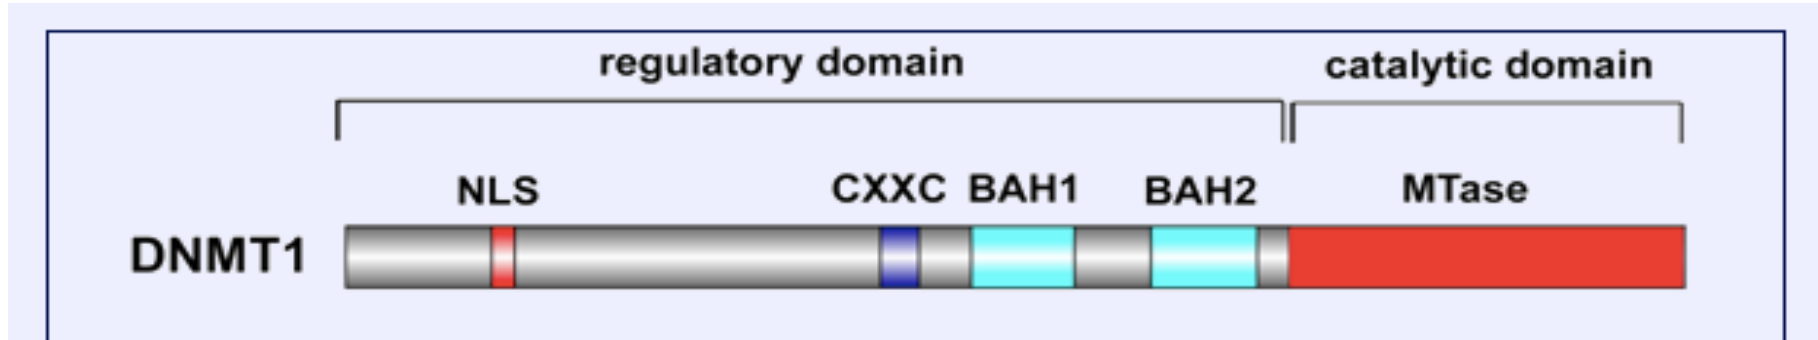 regulatory domain catalytic domain
NLS CXXC BAH1 BAH2 MTase
DNMT1